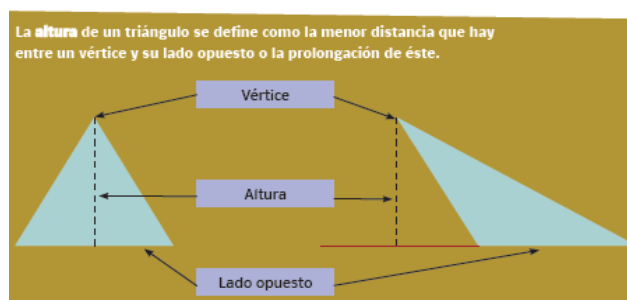 La altura de un triángulo se define como la menor distancia que hay
entre un vértice y su lado opuesto o la prolongación de éste.
Vértice
Altura
Lado opuesto